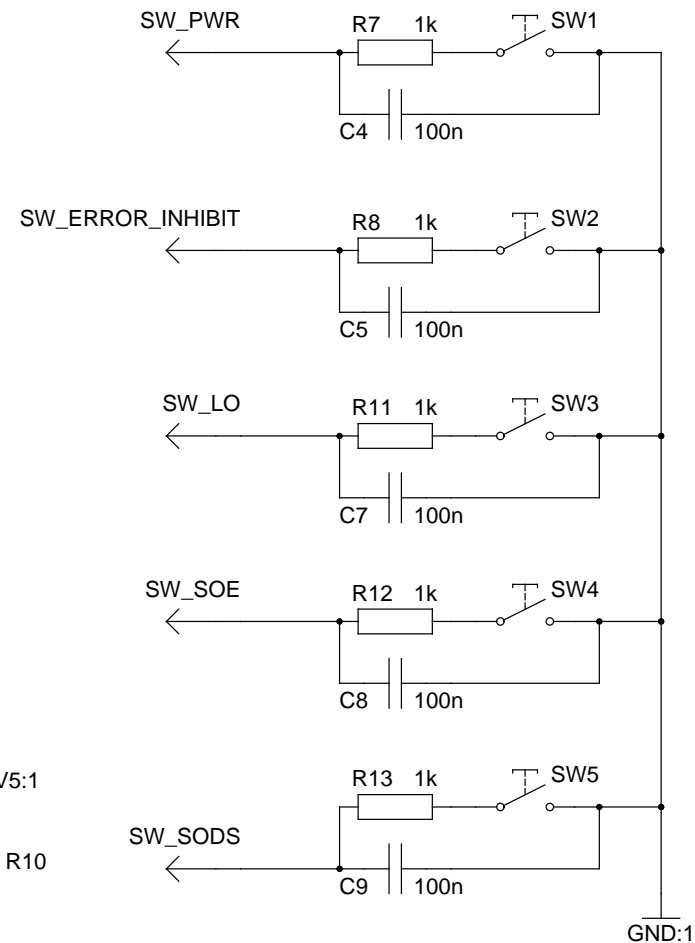 SW_PWR R7 1k SW1
C4 100n
SW_ERROR_INHIBIT R8 1k SW2
C5 100n
SW_LO R11 1k SW3
C7 100n
SW_SOE R12 1k SW4
C8 100n
V5:1 R13 1k SW5
SW_SODS
R10
C9 100n
GND:1